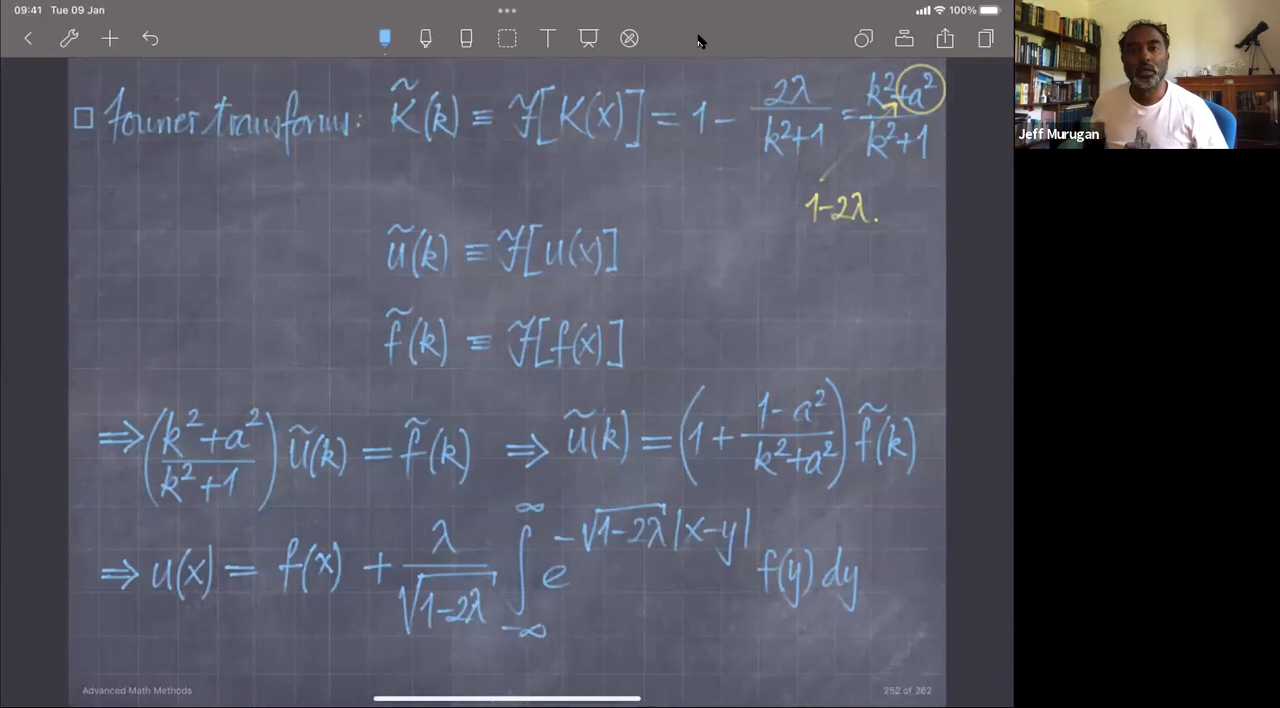 09:41 Tue 09 Jan
100%
Jeff Murugan
□ Fourier transforms: K̃(k) ≡ ℱ[K(x)] = 1 - 2λ/(k²+1) = (k²+a²)/(k²+1)
1-2λ.
ũ(k) ≡ ℱ[u(x)]
f̃(k) ≡ ℱ[f(x)]
⇒ ((k²+a²)/(k²+1)) ũ(k) = f̃(k) ⇒ ũ(k) = (1 + (1-a²)/(k²+a²)) f̃(k)
⇒ u(x) = f(x) + λ/√(1-2λ) ∫_{-∞}^{∞} e^{-√(1-2λ)|x-y|} f(y) dy
Advanced Math Methods
252 of 262